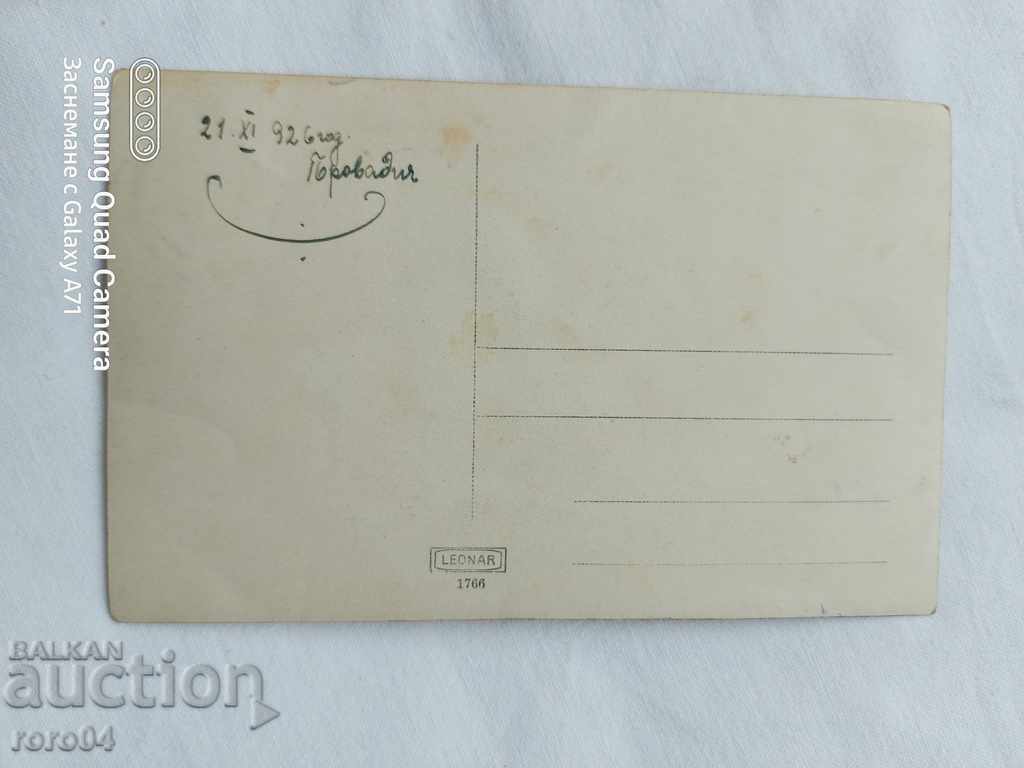 21. XI 926 год.
Провадия
LEONAR
1766
Samsung Quad Camera
Заснемане с Galaxy A71
BALKAN
auction
roro04